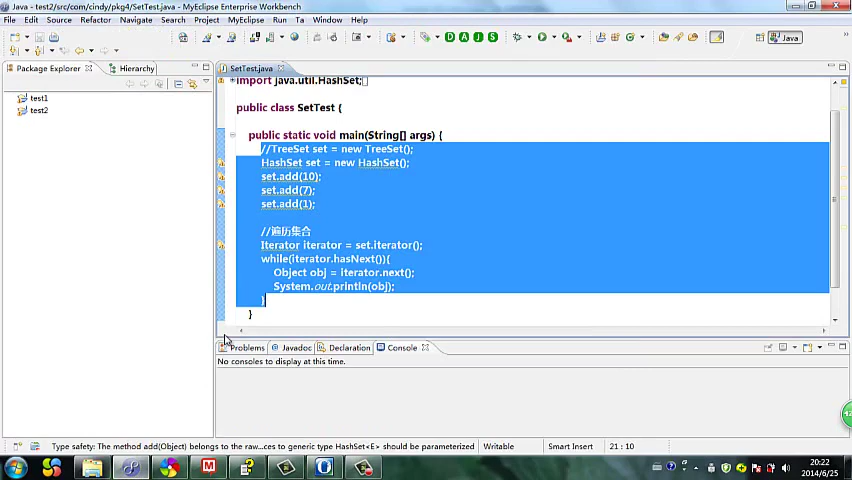 Java - test2/src/com/cindy/pkg4/SetTest.java - MyEclipse Enterprise Workbench
File Edit Source Refactor Navigate Search Project MyEclipse Run Window Help
Java
Package Explorer Hierarchy
test1
test2
SetTest.java
import java.util.HashSet;
public class SetTest {
public static void main(String[] args) {
//TreeSet set = new TreeSet();
HashSet set = new HashSet();
set.add(10);
set.add(7);
set.add(1);
//遍历集合
Iterator iterator = set.iterator();
while(iterator.hasNext()){
Object obj = iterator.next();
System.out.println(obj);
}
}
Problems @ Javadoc Declaration Console
No consoles to display at this time.
Type safety: The method add(Object) belongs to the raw...ces to generic type HashSet<E> should be parameterized Writable Smart Insert 21 : 10
20:22
2014/6/25